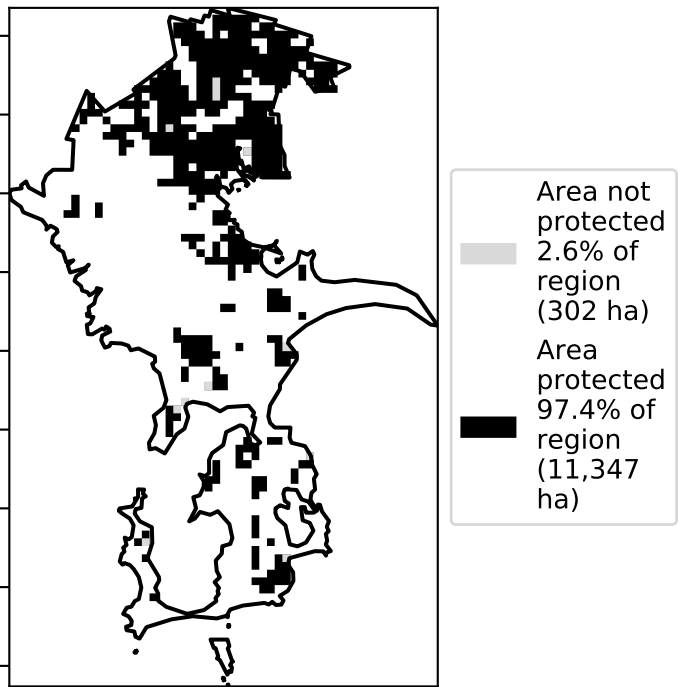 Area not
protected
2.6% of
region
(302 ha)
Area
protected
97.4% of
region
(11,347
ha)